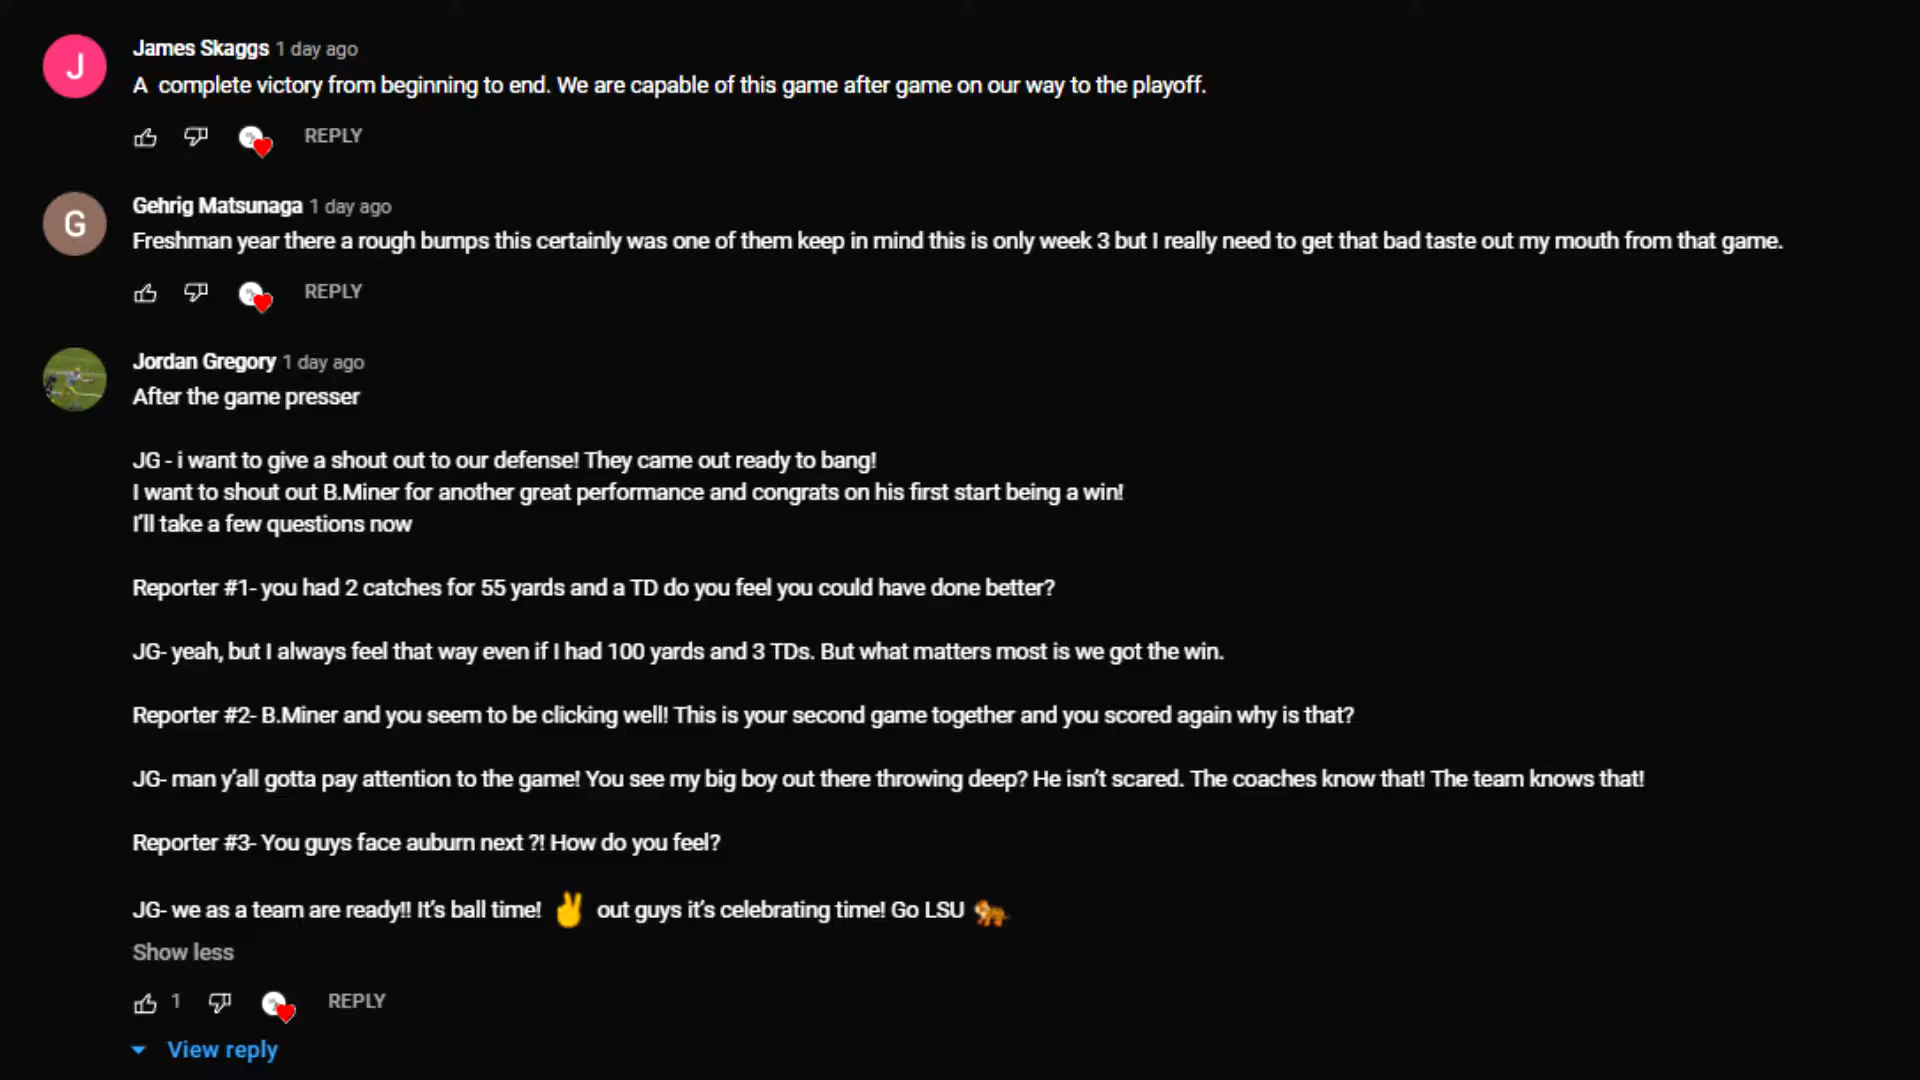 J
James Skaggs 1 day ago
A complete victory from beginning to end. We are capable of this game after game on our way to the playoff.
REPLY
G
Gehrig Matsunaga 1 day ago
Freshman year there a rough bumps this certainly was one of them keep in mind this is only week 3 but I really need to get that bad taste out my mouth from that game.
REPLY
Jordan Gregory 1 day ago
After the game presser
JG - i want to give a shout out to our defense! They came out ready to bang!
I want to shout out B.Miner for another great performance and congrats on his first start being a win!
I'll take a few questions now
Reporter #1- you had 2 catches for 55 yards and a TD do you feel you could have done better?
JG- yeah, but I always feel that way even if I had 100 yards and 3 TDs. But what matters most is we got the win.
Reporter #2- B.Miner and you seem to be clicking well! This is your second game together and you scored again why is that?
JG- man y'all gotta pay attention to the game! You see my big boy out there throwing deep? He isn't scared. The coaches know that! The team knows that!
Reporter #3- You guys face auburn next ?! How do you feel?
JG- we as a team are ready!! It's ball time! ✌️ out guys it's celebrating time! Go LSU 🐅
Show less
1 REPLY
View reply